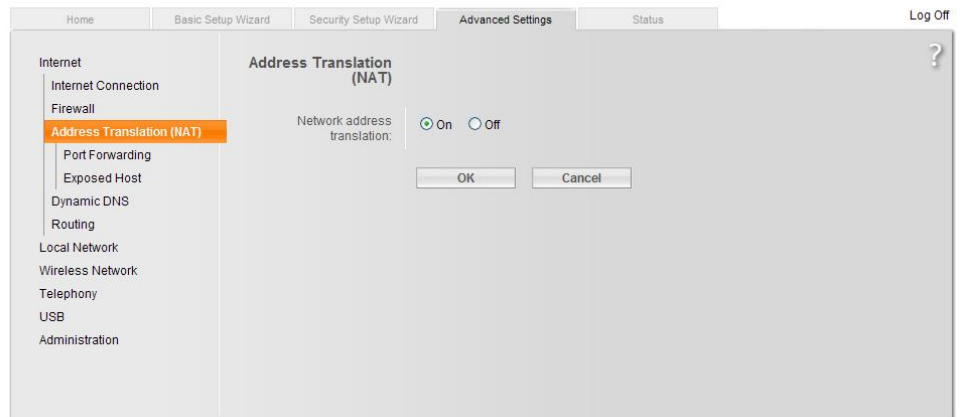 Home
Basic Setup Wizard
Security Setup Wizard
Advanced Settings
Status
Log Off
?
Internet
Internet Connection
Firewall
Address Translation (NAT)
Port Forwarding
Exposed Host
Dynamic DNS
Routing
Local Network
Wireless Network
Telephony
USB
Administration
Address Translation
(NAT)
Network address
translation:
On
Off
OK
Cancel